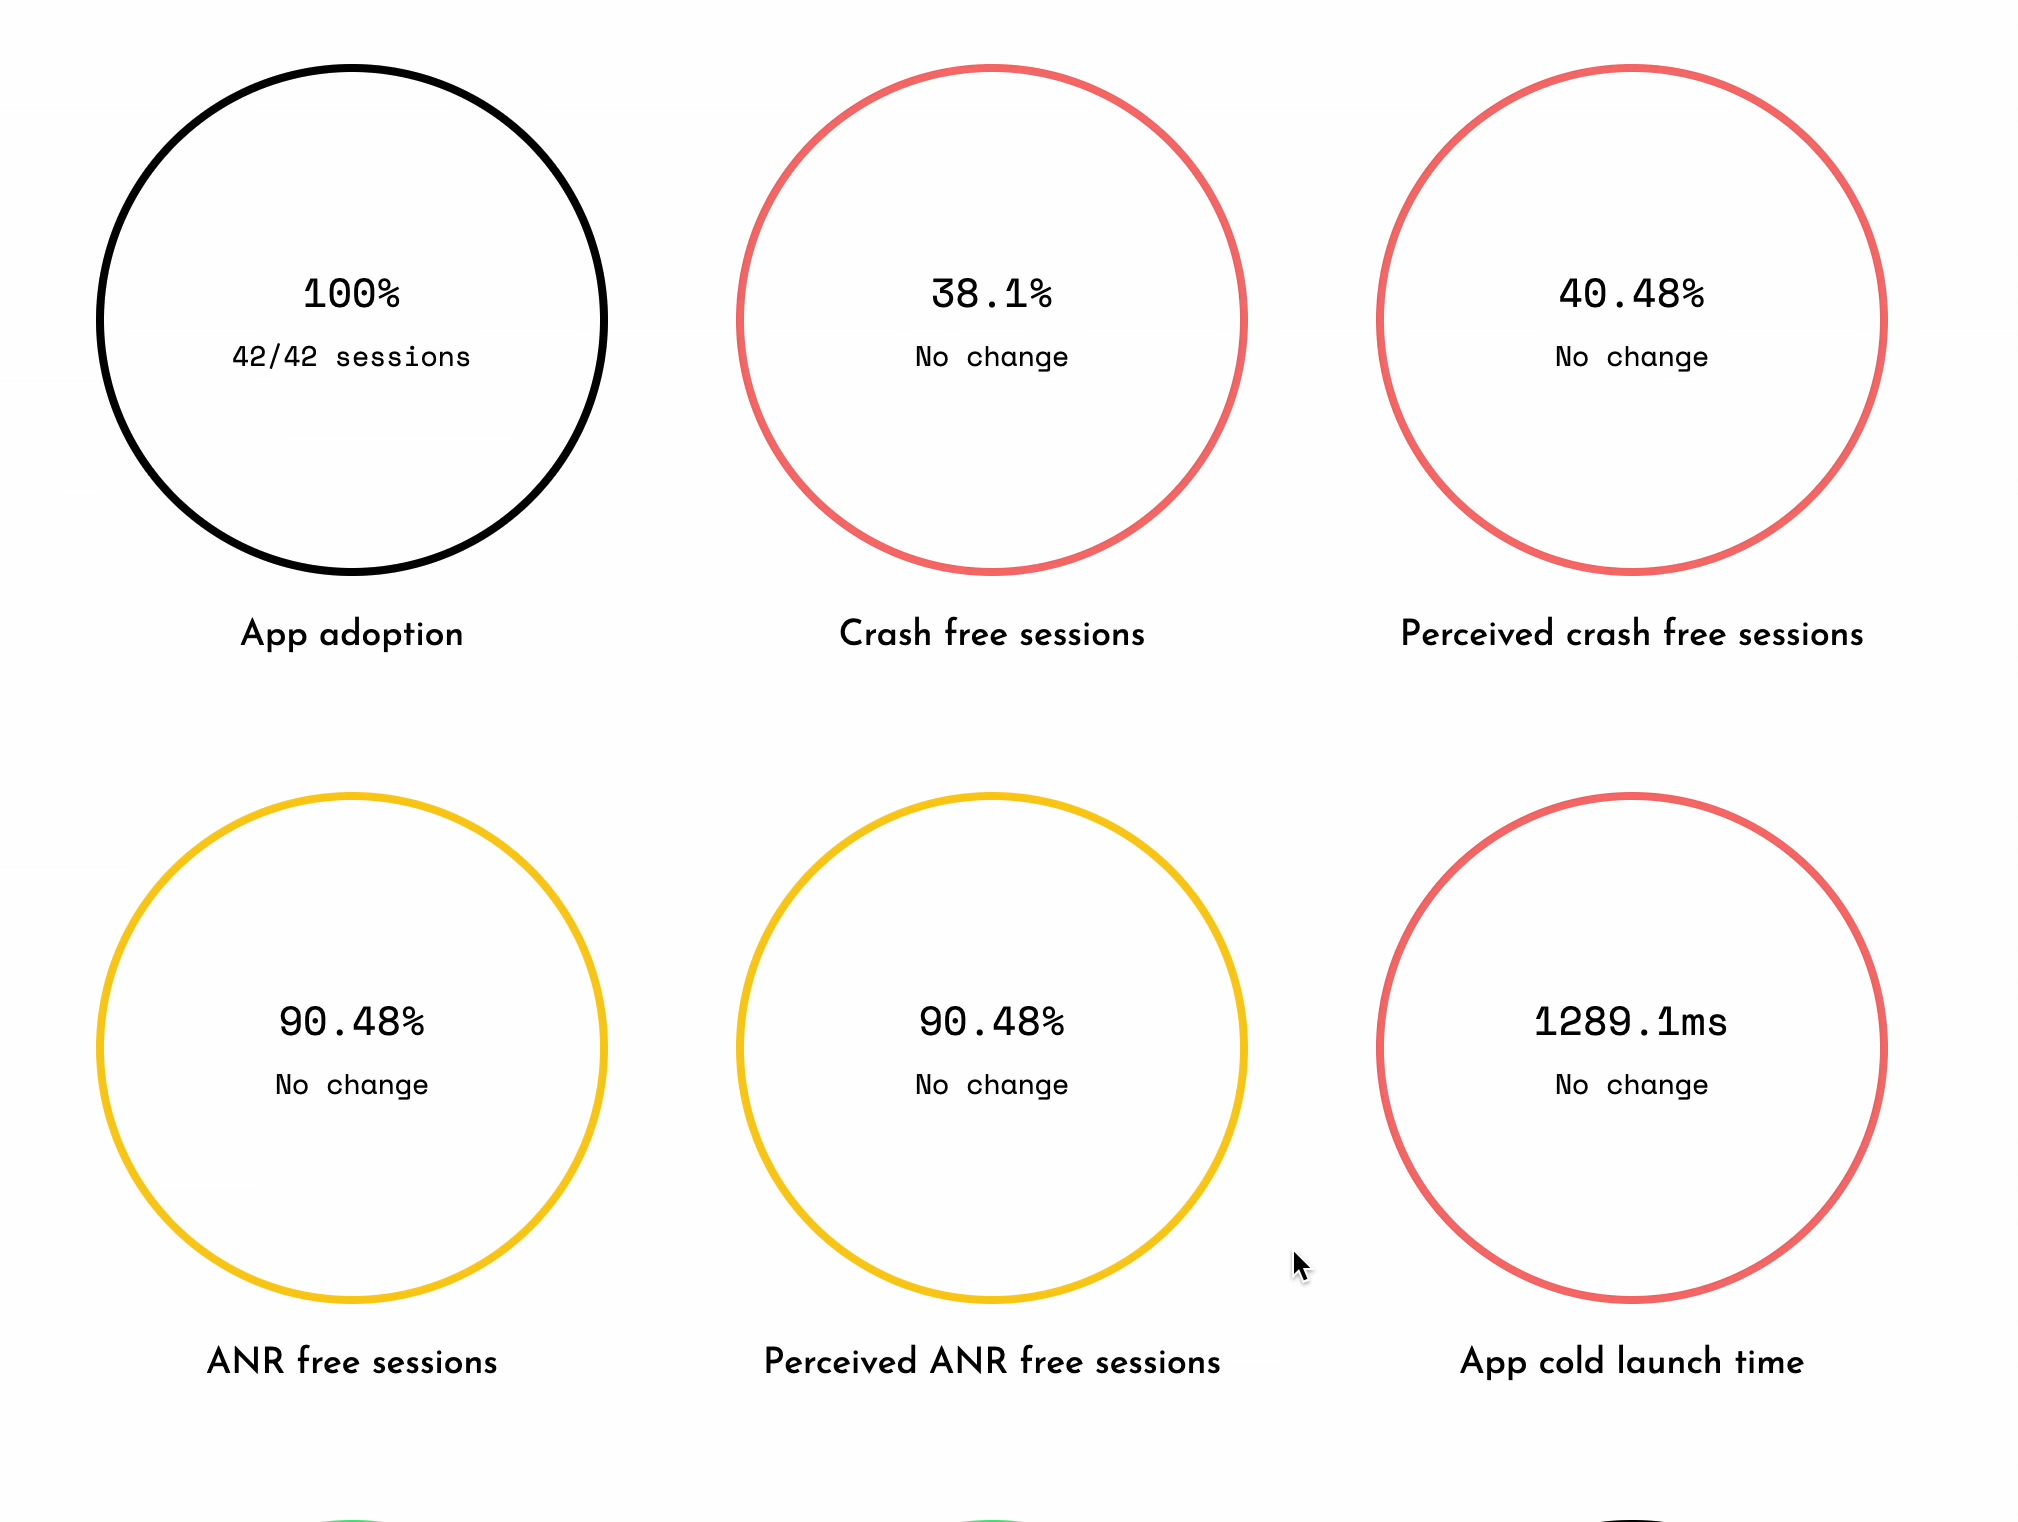 100%
42/42 sessions
App adoption
38.1%
No change
Crash free sessions
40.48%
No change
Perceived crash free sessions
90.48%
No change
ANR free sessions
90.48%
No change
Perceived ANR free sessions
1289.1ms
No change
App cold launch time